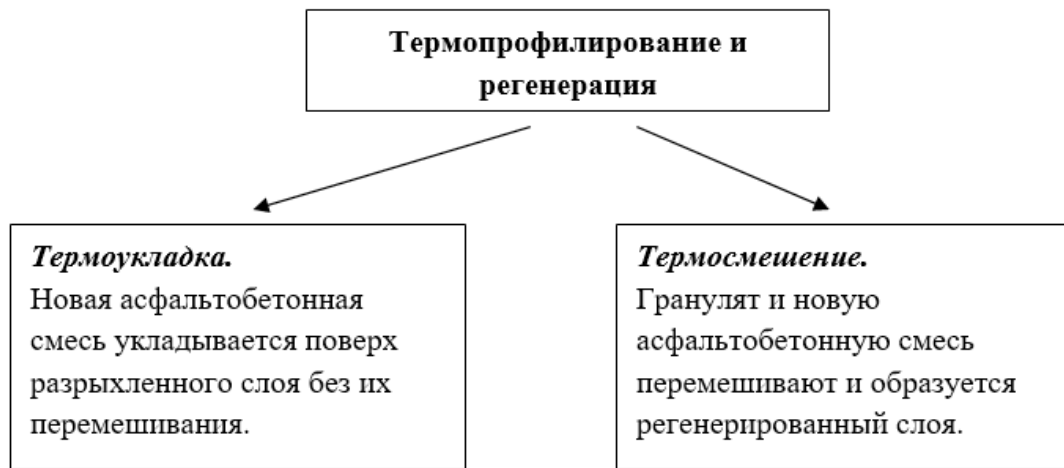 Термопрофилирование и
регенерация
Термоукладка.
Новая асфальтобетонная
смесь укладывается поверх
разрыхленного слоя без их
перемешивания.
Термосмешение.
Гранулят и новую
асфальтобетонную смесь
перемешивают и образуется
регенерированный слоя.